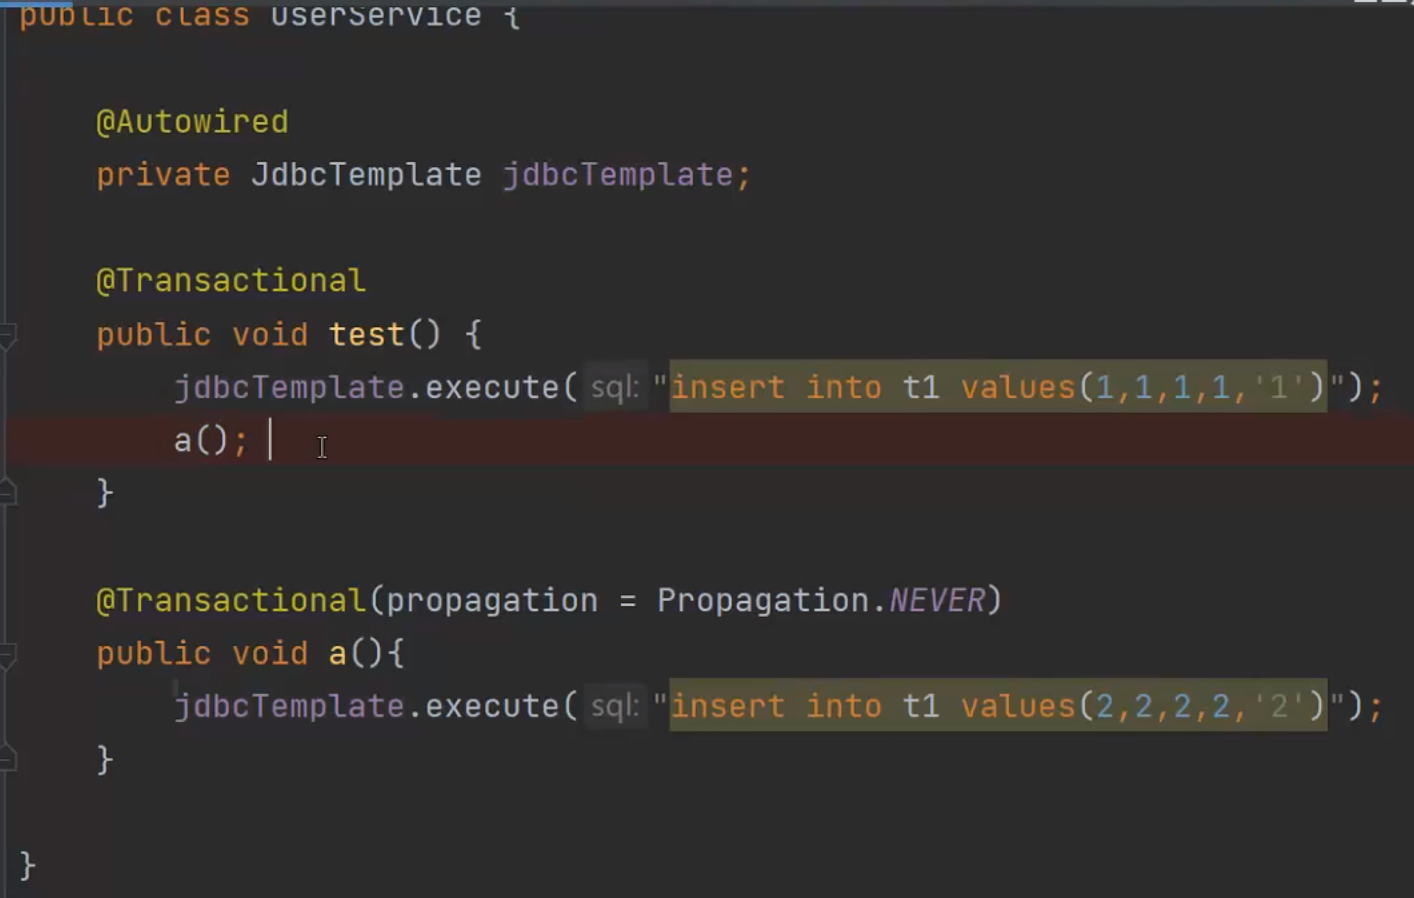 public class UserService {
@Autowired
private JdbcTemplate jdbcTemplate;
@Transactional
public void test() {
jdbcTemplate.execute( sql: "insert into t1 values(1,1,1,1,'1')");
a();
}
@Transactional(propagation = Propagation.NEVER)
public void a(){
jdbcTemplate.execute( sql: "insert into t1 values(2,2,2,2,'2')");
}
}